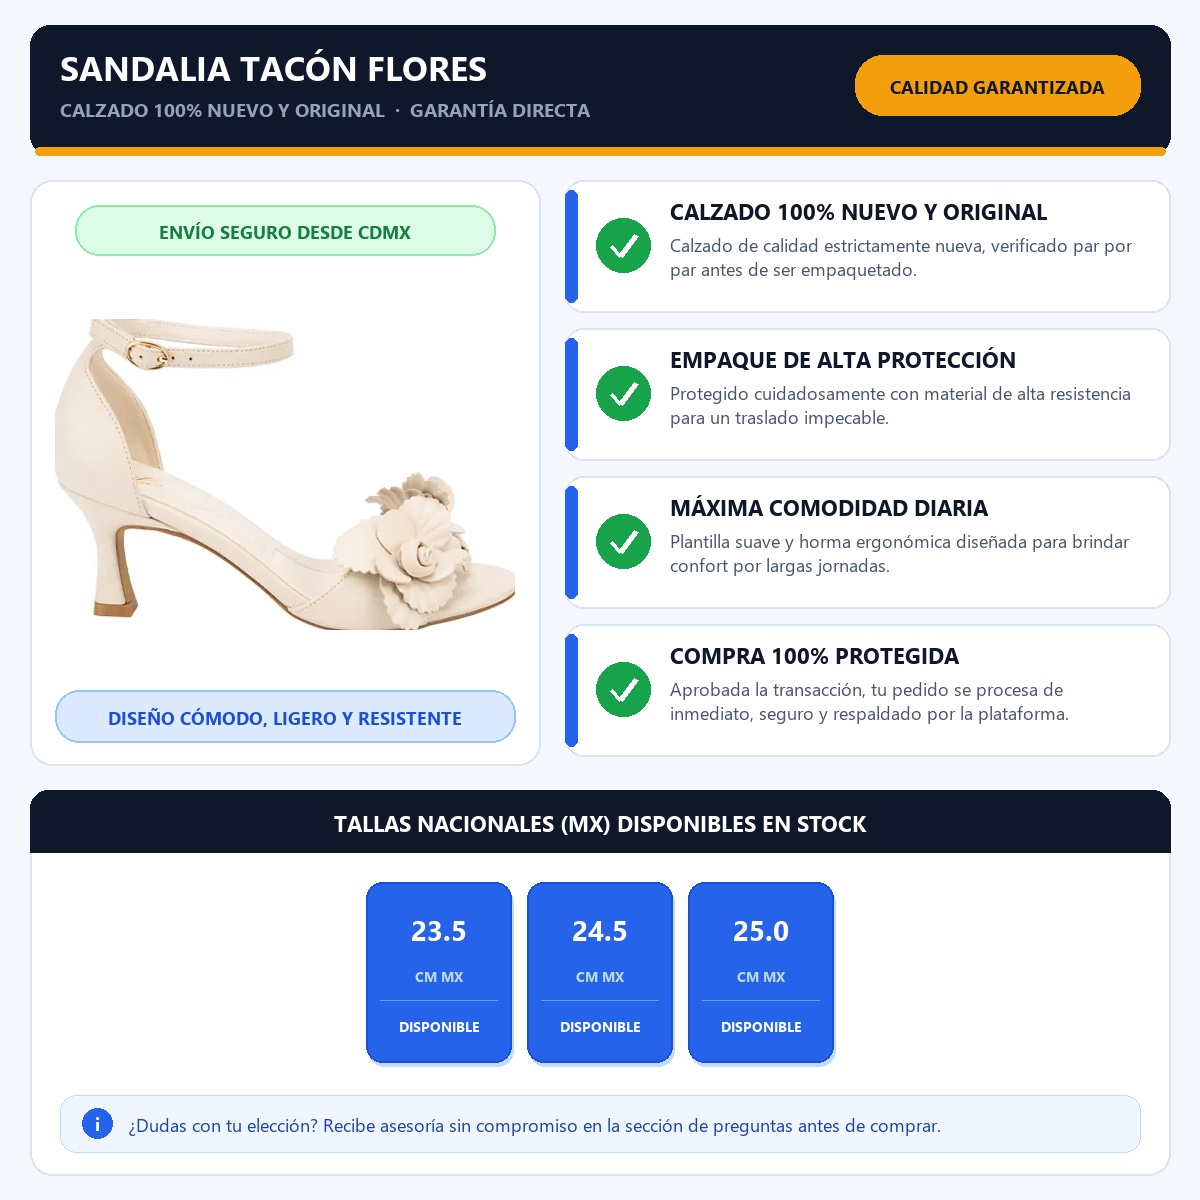 SANDALIA TACÓN FLORES
CALZADO 100% NUEVO Y ORIGINAL · GARANTÍA DIRECTA
CALIDAD GARANTIZADA
ENVÍO SEGURO DESDE CDMX
DISEÑO CÓMODO, LIGERO Y RESISTENTE
CALZADO 100% NUEVO Y ORIGINAL
Calzado de calidad estrictamente nueva, verificado par por
par antes de ser empaquetado.
EMPAQUE DE ALTA PROTECCIÓN
Protegido cuidadosamente con material de alta resistencia
para un traslado impecable.
MÁXIMA COMODIDAD DIARIA
Plantilla suave y horma ergonómica diseñada para brindar
confort por largas jornadas.
COMPRA 100% PROTEGIDA
Aprobada la transacción, tu pedido se procesa de
inmediato, seguro y respaldado por la plataforma.
TALLAS NACIONALES (MX) DISPONIBLES EN STOCK
23.5
CM MX
DISPONIBLE
24.5
CM MX
DISPONIBLE
25.0
CM MX
DISPONIBLE
¿Dudas con tu elección? Recibe asesoría sin compromiso en la sección de preguntas antes de comprar.